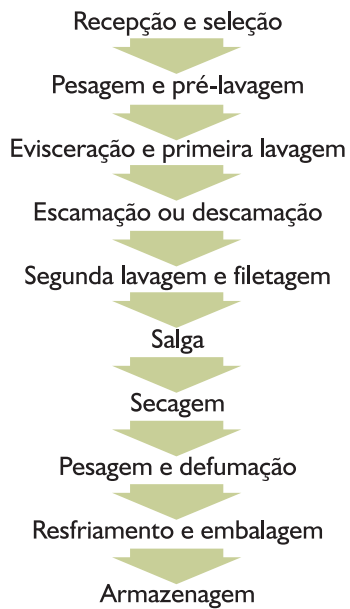 Recepção e seleção
Pesagem e pré-lavagem
Evisceração e primeira lavagem
Escamação ou descamação
Segunda lavagem e filetagem
Salga
Secagem
Pesagem e defumação
Resfriamento e embalagem
Armazenagem